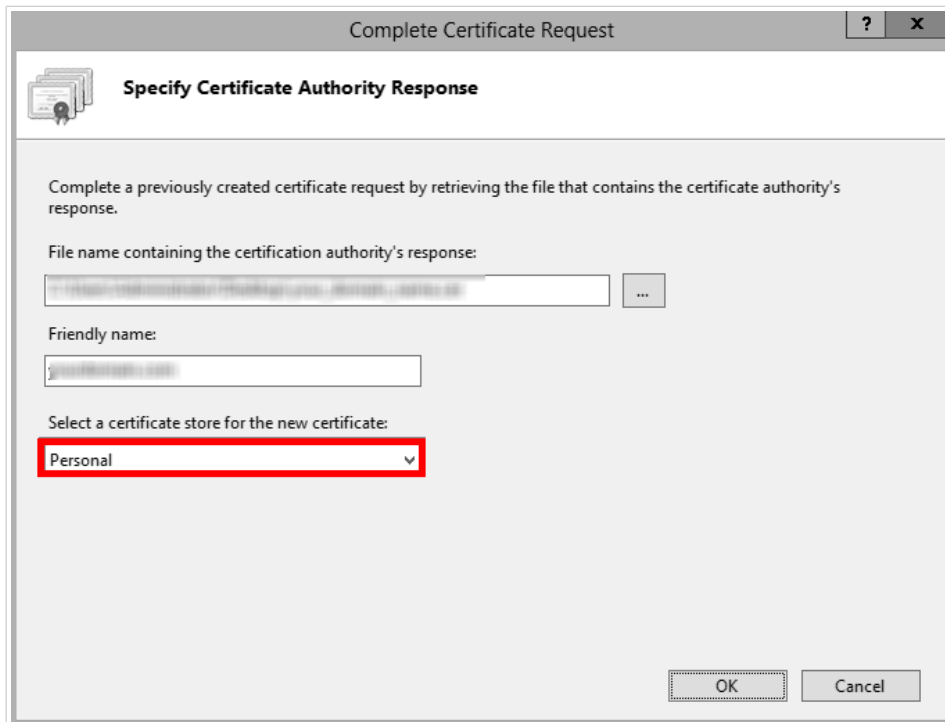 Complete Certificate Request
? x
Specify Certificate Authority Response
Complete a previously created certificate request by retrieving the file that contains the certificate authority's
response.
File name containing the certification authority's response:
...
Friendly name:
Select a certificate store for the new certificate:
Personal
OK Cancel